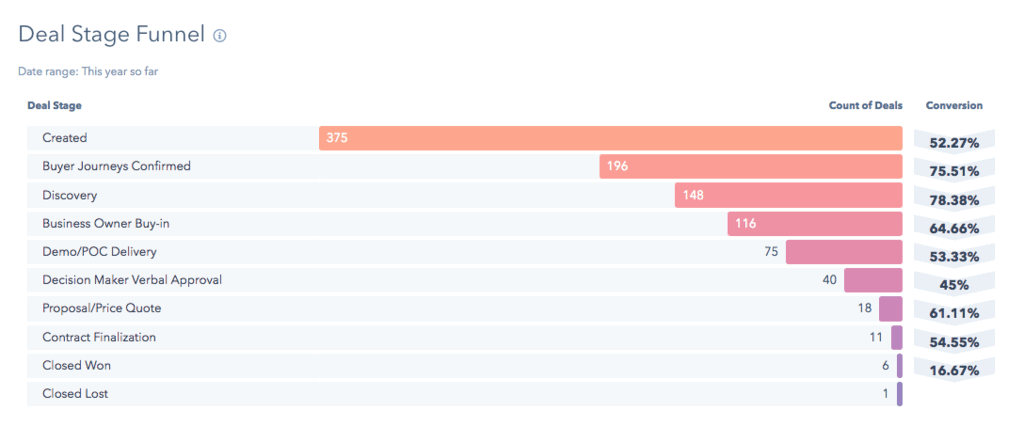 Deal Stage Funnel
Date range: This year so far
Deal Stage Count of Deals Conversion
Created 375 52.27%
Buyer Journeys Confirmed 196 75.51%
Discovery 148 78.38%
Business Owner Buy-in 116 64.66%
Demo/POC Delivery 75 53.33%
Decision Maker Verbal Approval 40 45%
Proposal/Price Quote 18 61.11%
Contract Finalization 11 54.55%
Closed Won 6 16.67%
Closed Lost 1